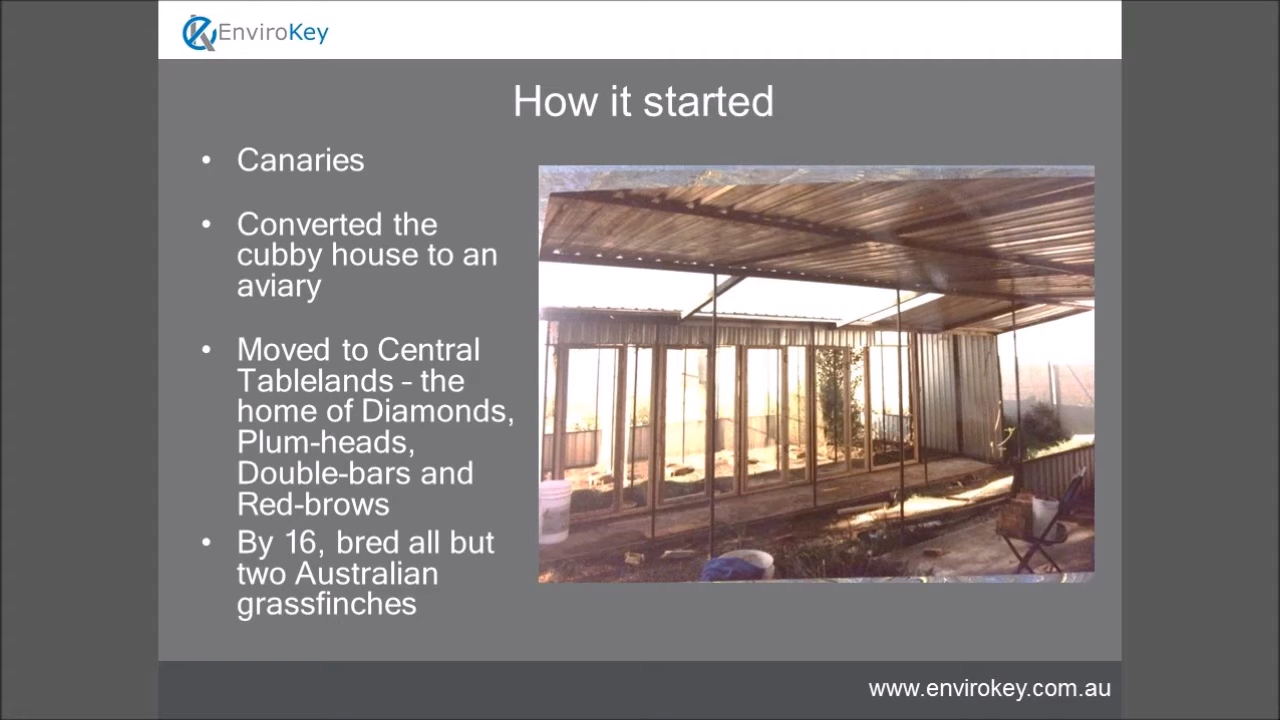 EnviroKey
How it started
• Canaries
• Converted the
cubby house to an
aviary
• Moved to Central
Tablelands – the
home of Diamonds,
Plum-heads,
Double-bars and
Red-brows
• By 16, bred all but
two Australian
grassfinches
www.envirokey.com.au